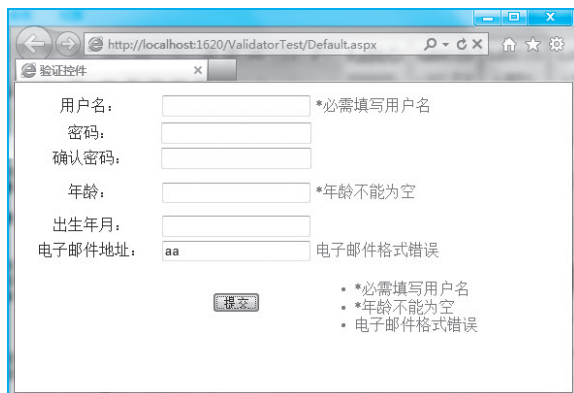 http://localhost:1620/ValidatorTest/Default.aspx
验证控件
用户名： *必需填写用户名
密码：
确认密码：
年龄： *年龄不能为空
出生年月：
电子邮件地址： aa 电子邮件格式错误
提交
• *必需填写用户名
• *年龄不能为空
• 电子邮件格式错误